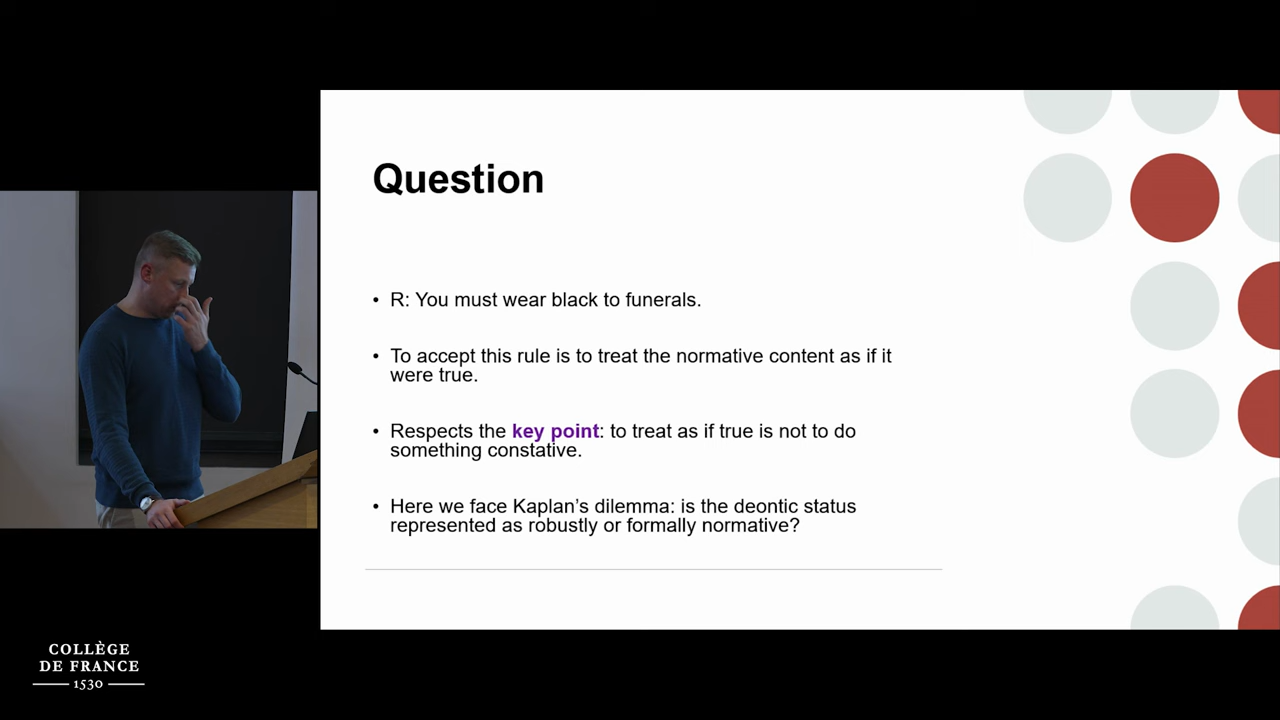 Question
• R: You must wear black to funerals.
• To accept this rule is to treat the normative content as if it
were true.
• Respects the key point: to treat as if true is not to do
something constative.
• Here we face Kaplan’s dilemma: is the deontic status
represented as robustly or formally normative?
COLLÈGE
DE FRANCE
1530